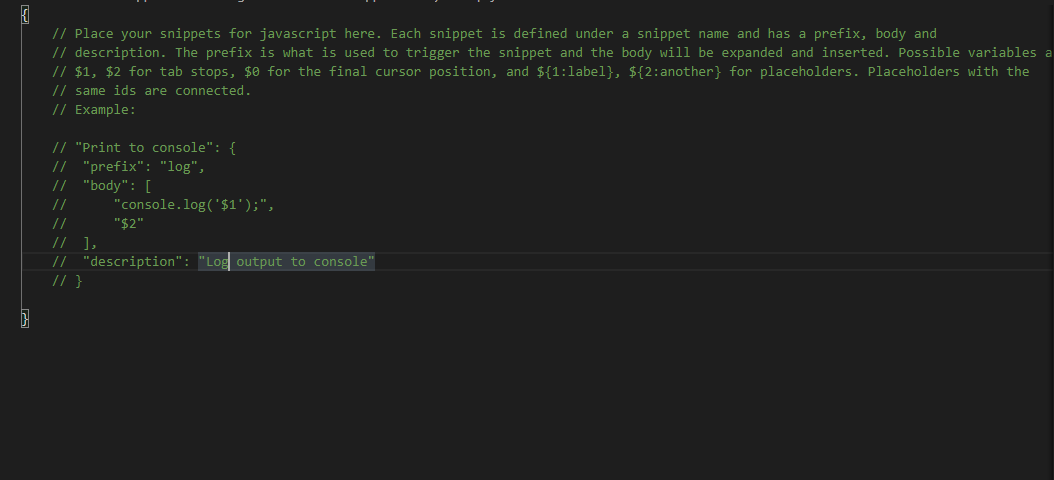 {
// Place your snippets for javascript here. Each snippet is defined under a snippet name and has a prefix, body and
// description. The prefix is what is used to trigger the snippet and the body will be expanded and inserted. Possible variables a
// $1, $2 for tab stops, $0 for the final cursor position, and ${1:label}, ${2:another} for placeholders. Placeholders with the
// same ids are connected.
// Example:
// "Print to console": {
//  "prefix": "log",
//  "body": [
//      "console.log('$1');",
//      "$2"
//  ],
//  "description": "Log output to console"
// }
}